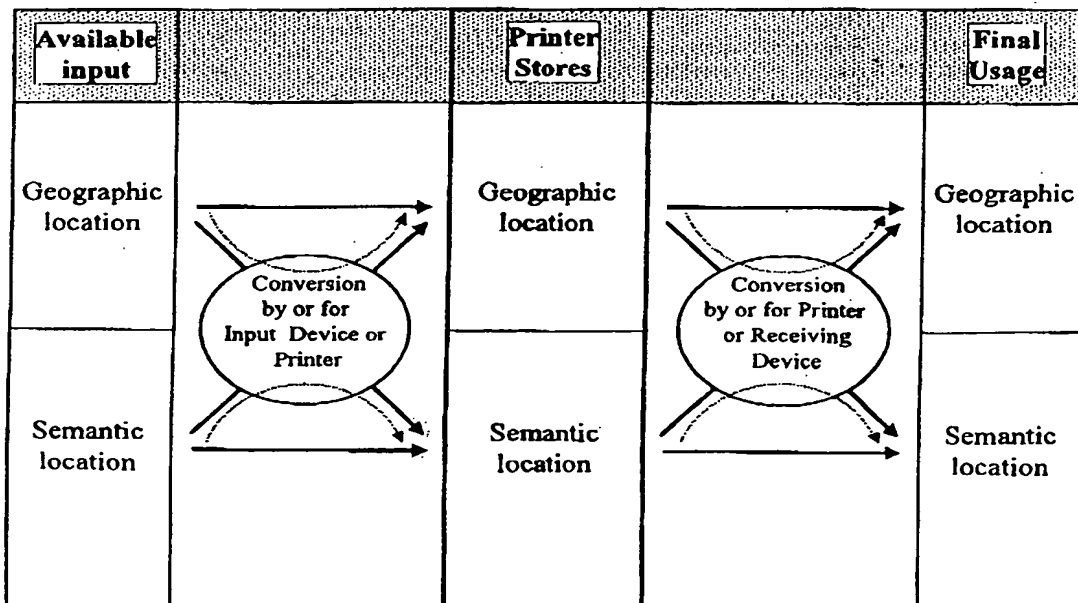 Available
input
Printer
Stores
Final
Usage
Geographic
location
Conversion
by or for
Input Device or
Printer
Geographic
location
Conversion
by or for Printer
or Receiving
Device
Geographic
location
Semantic
location
Semantic
location
Semantic
location